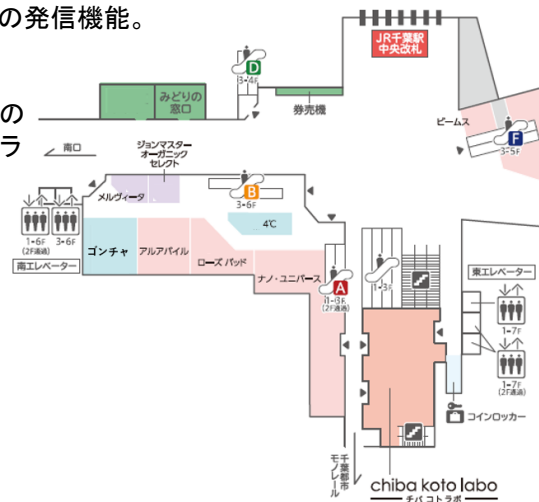 の発信機能。
JR千葉駅
中央改札
D
3-4F
みどりの
窓口
券売機
の
ラ
南口
ジョンマスター
オーガニック
セレクト
ビームス
F
3-5F
メルヴィータ
B
3-6F
4℃
1-6F
(2F通過)
3-6F
南エレベーター
ゴンチャ
アルアバイル
ローズ バッド
ナノ・ユニバース
A
1-3F
(2F通過)
1-3F
東エレベーター
1-7F
1-7F
(2F通過)
コインロッカー
千葉都市
モノレール
chiba koto labo
チバ コト ラボ